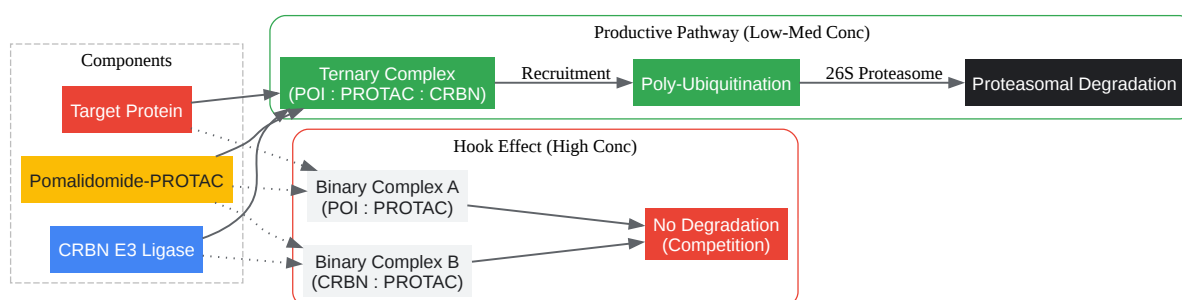 Productive Pathway (Low-Med Conc)
Components
Ternary Complex
(POI : PROTAC : CRBN)
Recruitment
Poly-Ubiquitination
26S Proteasome
Proteasomal Degradation
Target Protein
Hook Effect (High Conc)
Pomalidomide-PROTAC
Binary Complex A
(POI : PROTAC)
No Degradation
(Competition)
CRBN E3 Ligase
Binary Complex B
(CRBN : PROTAC)